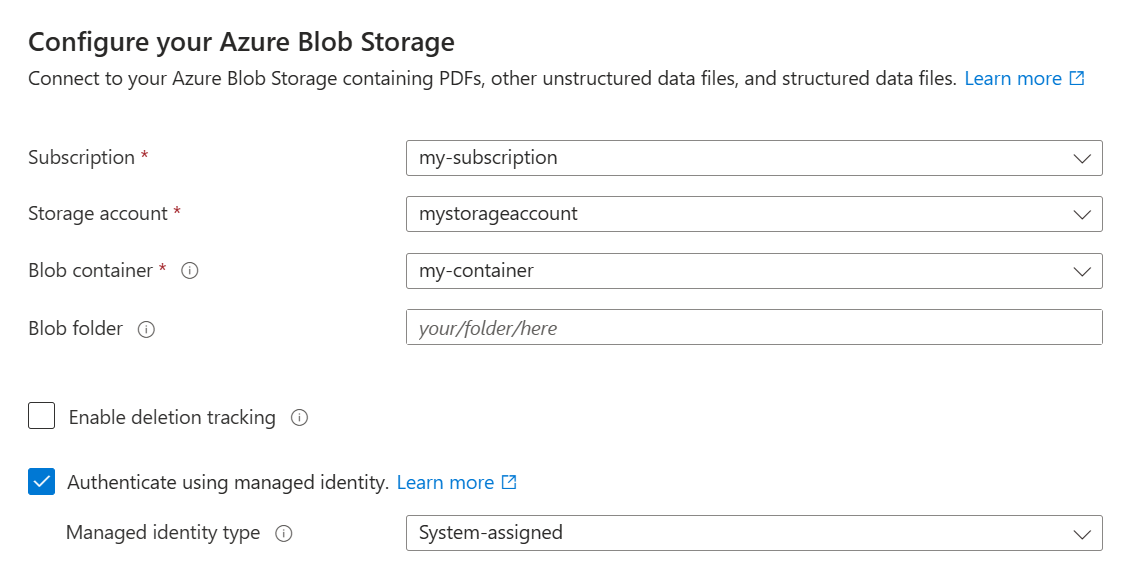 Configure your Azure Blob Storage
Connect to your Azure Blob Storage containing PDFs, other unstructured data files, and structured data files. Learn more
Subscription * my-subscription
Storage account * mystorageaccount
Blob container * my-container
Blob folder your/folder/here
Enable deletion tracking
Authenticate using managed identity. Learn more
Managed identity type System-assigned